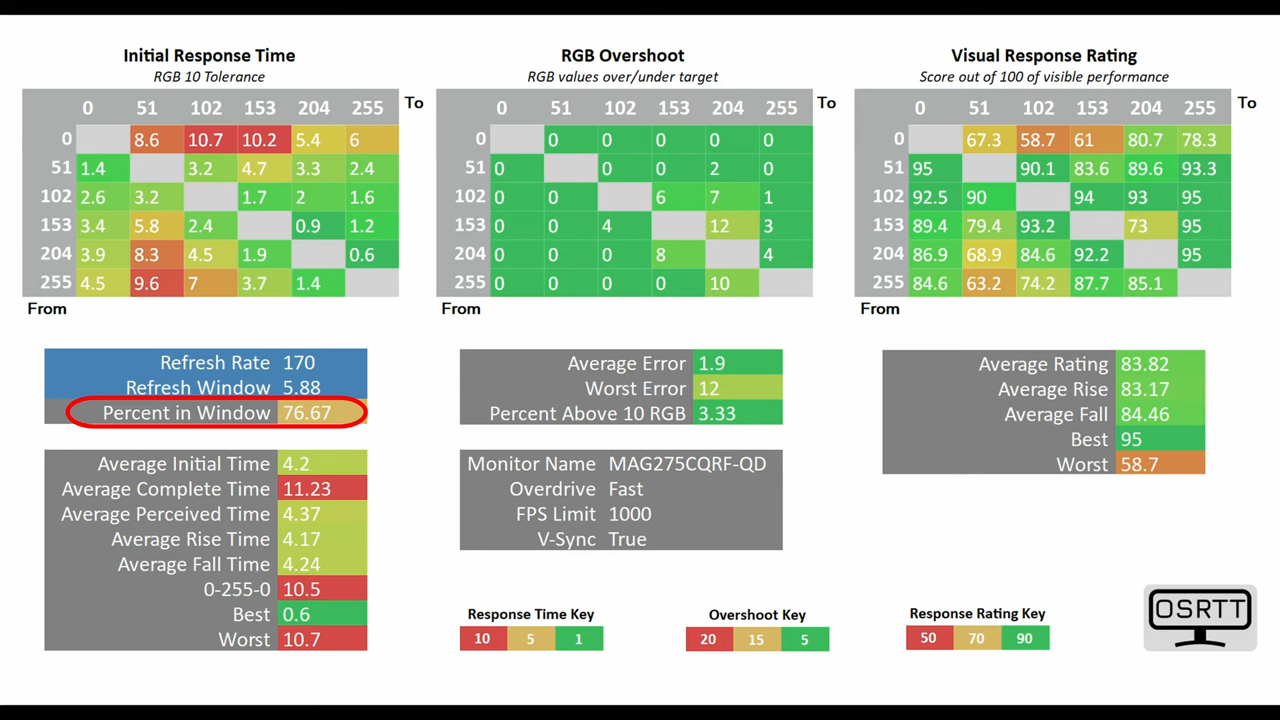 Initial Response Time
RGB 10 Tolerance
0 51 102 153 204 255 To
0 8.6 10.7 10.2 5.4 6
51 1.4 3.2 4.7 3.3 2.4
102 2.6 3.2 1.7 2 1.6
153 3.4 5.8 2.4 0.9 1.2
204 3.9 8.3 4.5 1.9 0.6
255 4.5 9.6 7 3.7 1.4
From
RGB Overshoot
RGB values over/under target
0 51 102 153 204 255 To
0 0 0 0 0 0
51 0 0 0 2 0
102 0 0 6 7 1
153 0 0 4 12 3
204 0 0 0 8 4
255 0 0 0 0 10
From
Visual Response Rating
Score out of 100 of visible performance
0 51 102 153 204 255 To
0 67.3 58.7 61 80.7 78.3
51 95 90.1 83.6 89.6 93.3
102 92.5 90 94 93 95
153 89.4 79.4 93.2 73 95
204 86.9 68.9 84.6 92.2 95
255 84.6 63.2 74.2 87.7 85.1
From
Refresh Rate 170
Refresh Window 5.88
Percent in Window 76.67
Average Initial Time 4.2
Average Complete Time 11.23
Average Perceived Time 4.37
Average Rise Time 4.17
Average Fall Time 4.24
0-255-0 10.5
Best 0.6
Worst 10.7
Average Error 1.9
Worst Error 12
Percent Above 10 RGB 3.33
Monitor Name MAG275CQRF-QD
Overdrive Fast
FPS Limit 1000
V-Sync True
Average Rating 83.82
Average Rise 83.17
Average Fall 84.46
Best 95
Worst 58.7
Response Time Key
10 5 1
Overshoot Key
20 15 5
Response Rating Key
50 70 90
OSRTT